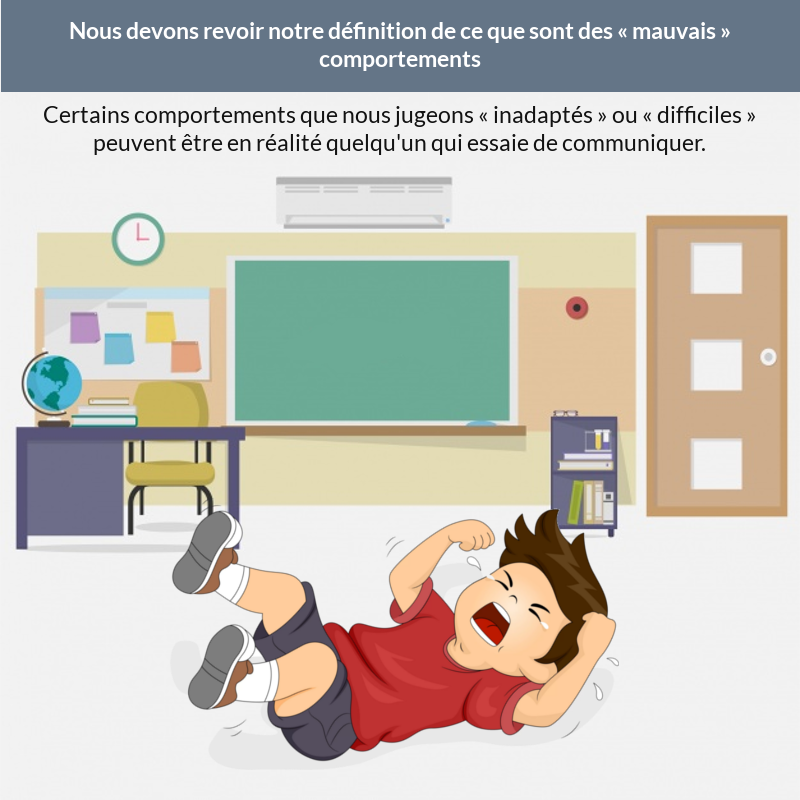 Nous devons revoir notre définition de ce que sont des « mauvais »
comportements
Certains comportements que nous jugeons « inadaptés » ou « difficiles »
peuvent être en réalité quelqu'un qui essaie de communiquer.